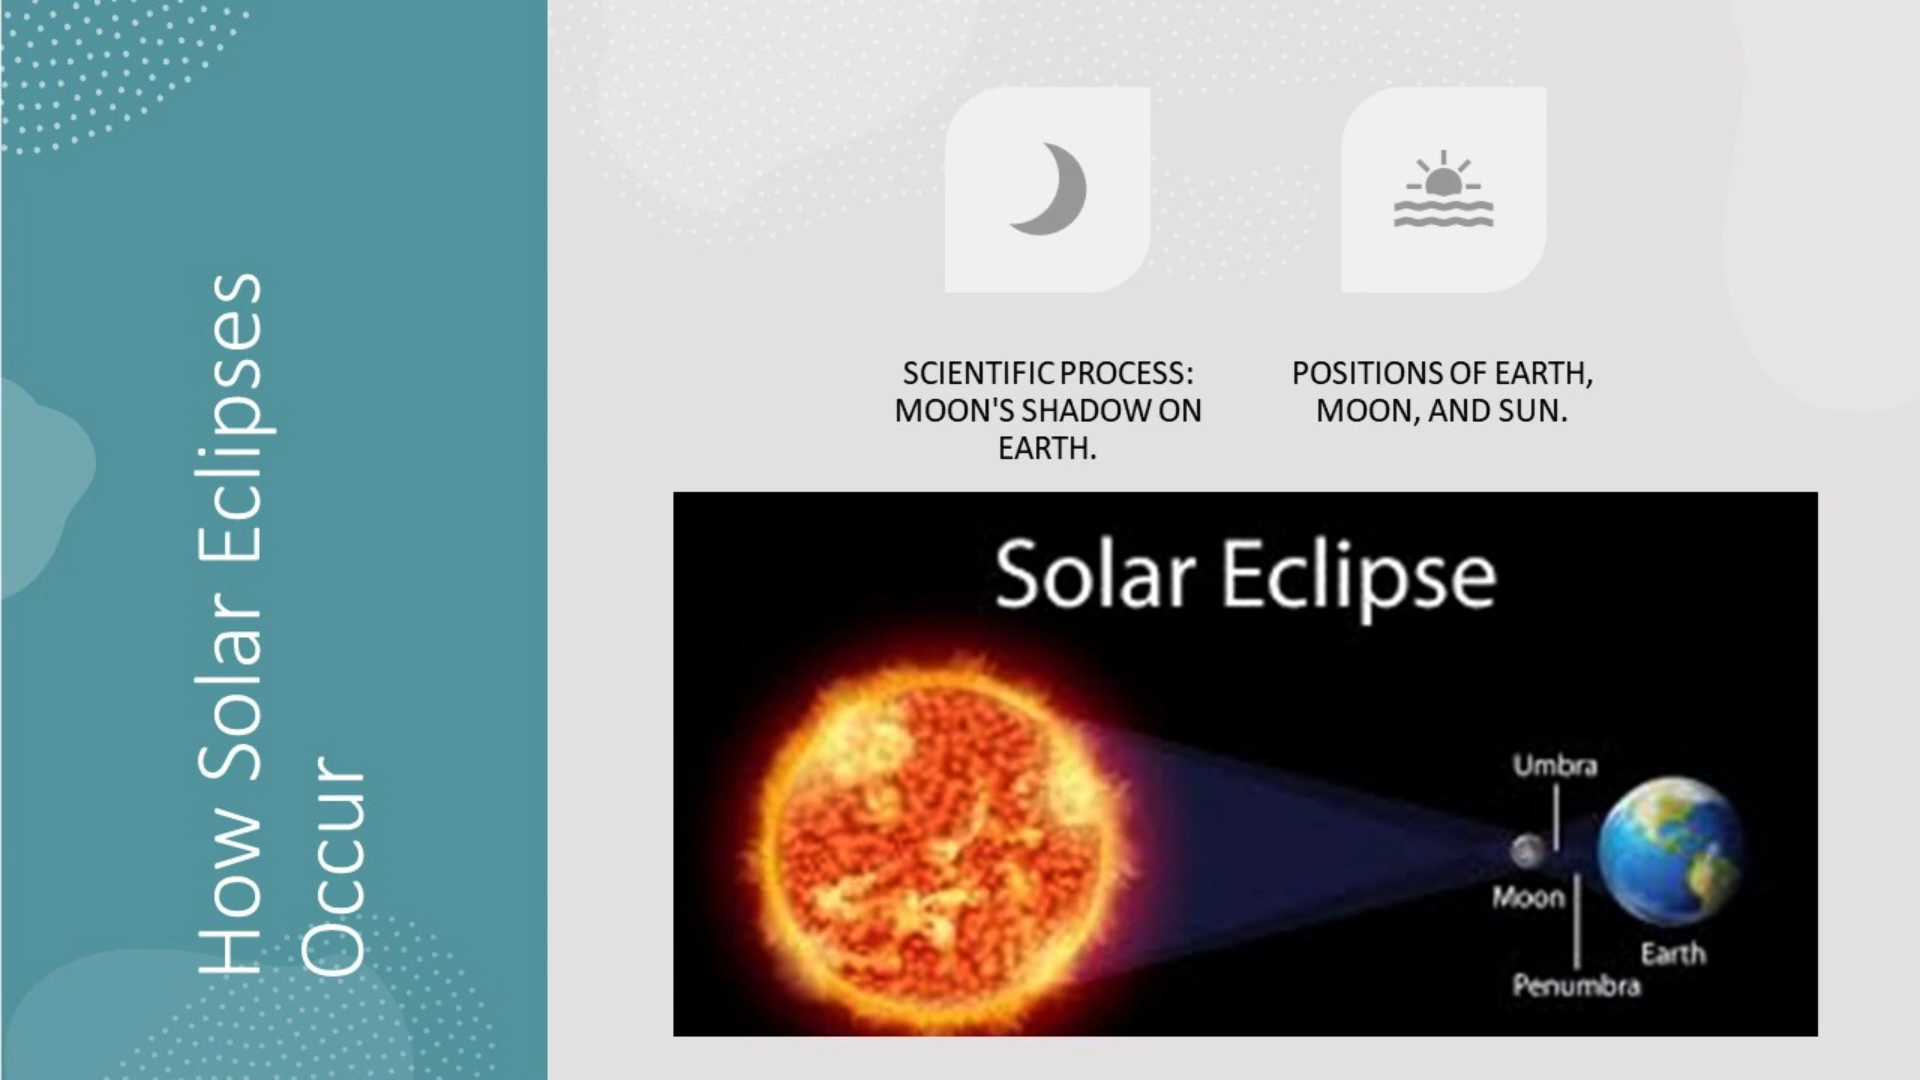 How Solar Eclipses
Occur
SCIENTIFIC PROCESS:
MOON'S SHADOW ON
EARTH.
POSITIONS OF EARTH,
MOON, AND SUN.
Solar Eclipse
Umbra
Moon
Earth
Penumbra